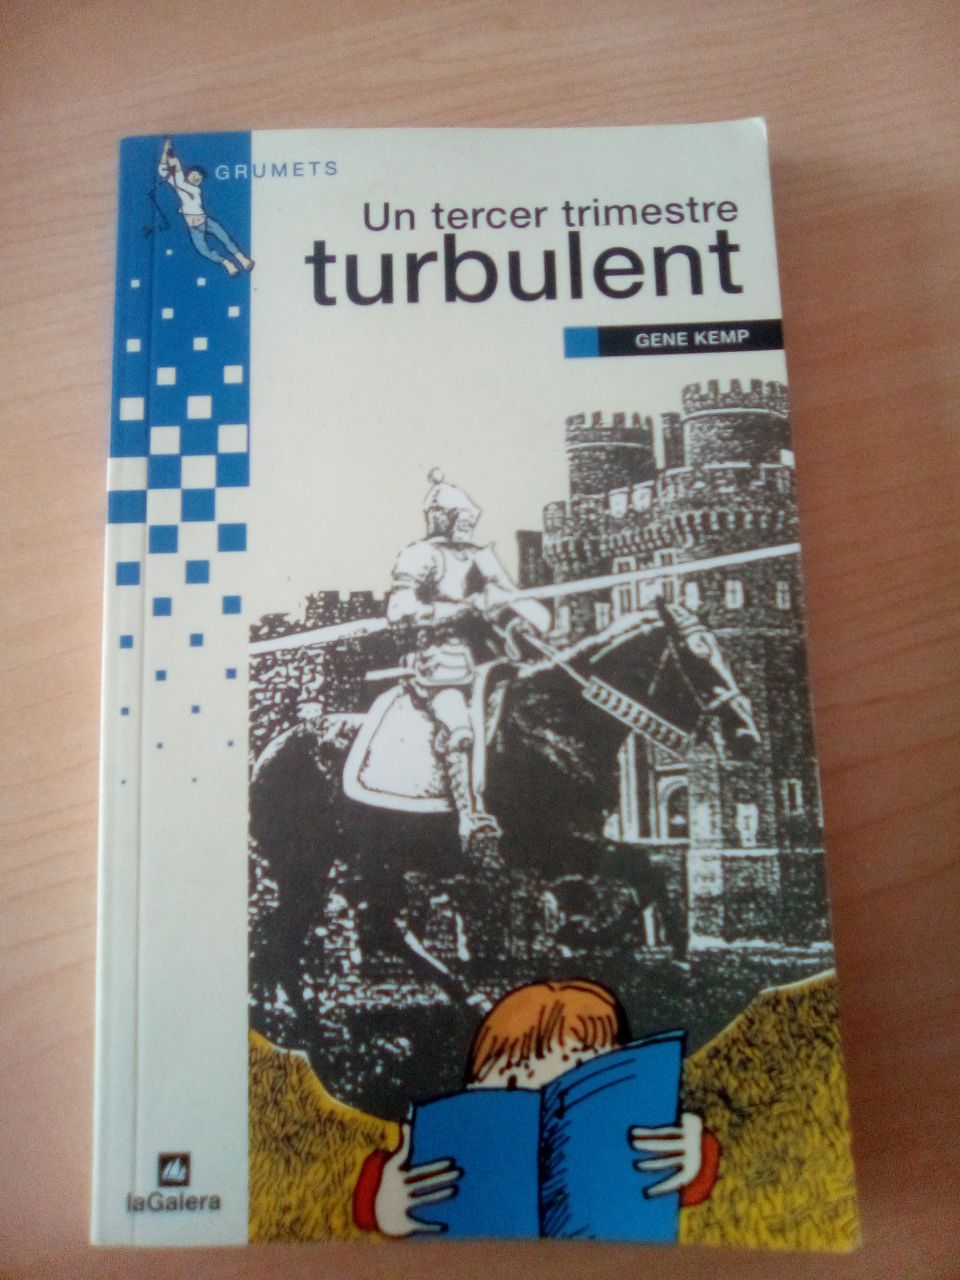 GRUMETS
Un tercer trimestre
turbulent
GENE KEMP
laGalera